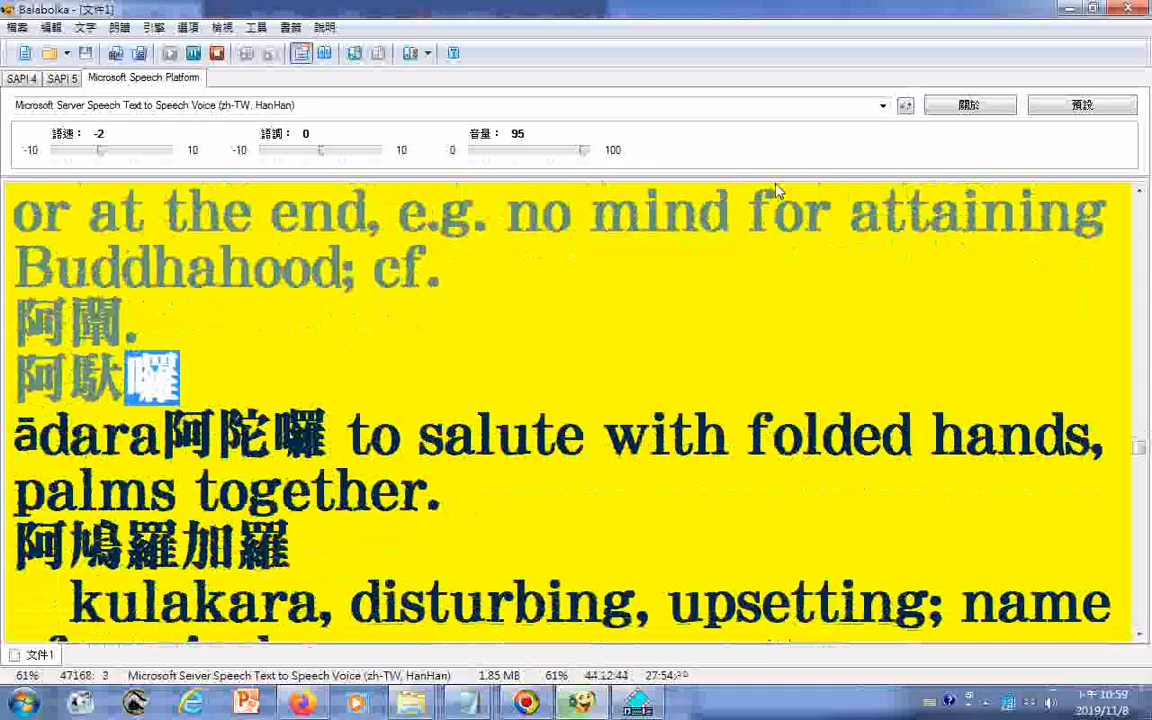 Balabolka - [文件1]
檔案 編輯 文字 朗讀 引擎 選項 檢視 工具 書籤 說明
SAPI 4 SAPI 5 Microsoft Speech Platform
Microsoft Server Speech Text to Speech Voice (zh-TW, HanHan) 關於 預設
語速： -2 語調： 0 音量： 95
-10 10 -10 10 0 100
or at the end, e.g. no mind for attaining
Buddhahood; cf.
阿闡.
阿馱囉
ādara阿陀囉 to salute with folded hands,
palms together.
阿鳩羅加羅
kulakara, disturbing, upsetting; name
文件1
61% 47168: 3 Microsoft Server Speech Text to Speech Voice (zh-TW, HanHan) 1.85 MB 61% 44:12:44
下午 10:59
2019/11/8